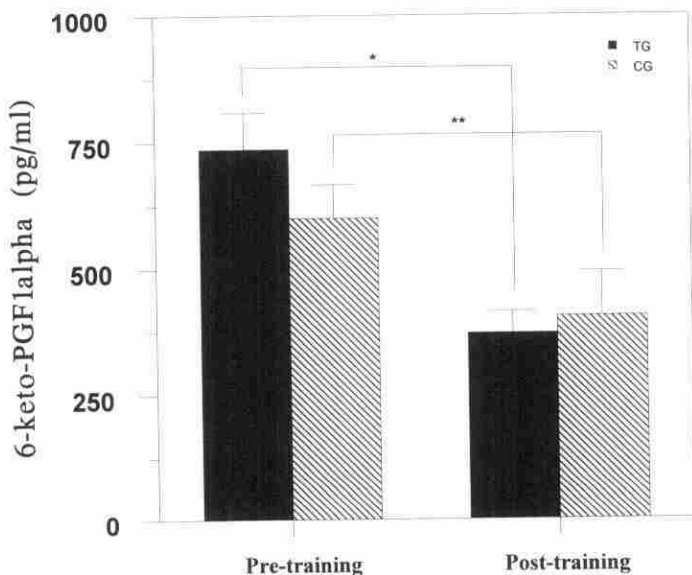 1000
750
500
250
0
6-keto-PGF1alpha (pg/ml)
TG
CG
*
**
Pre-training
Post-training